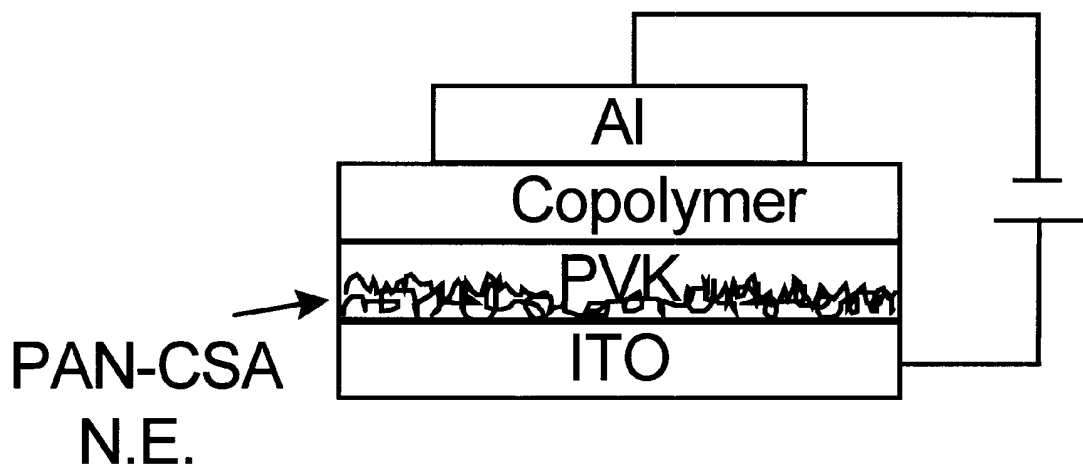 Al
Copolymer
PVK
ITO
PAN-CSA
N.E.